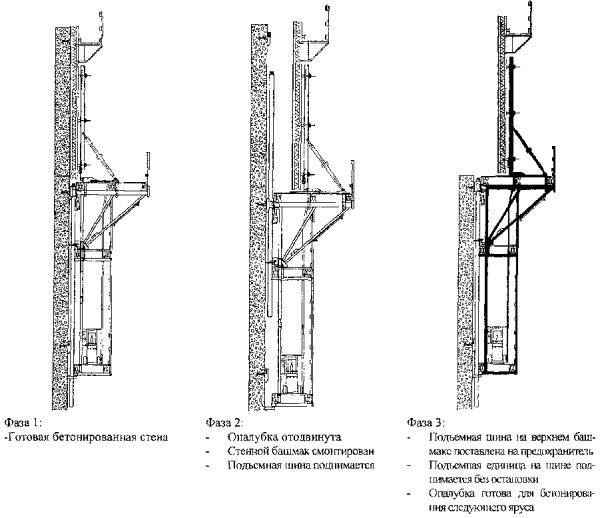 Фаза 1:
-Готовая бетонированная стена
Фаза 2:
- Опалубка отодвинута
- Стенной башмак смонтирован
- Подъемная шина поднимается
Фаза 3:
- Подъемная шина на верхнем баш-
макс поставлена на предохранитель
- Подъемная единица на шине под-
нимается без остановки
- Опалубка готова для бетонирова-
ния следующего яруса